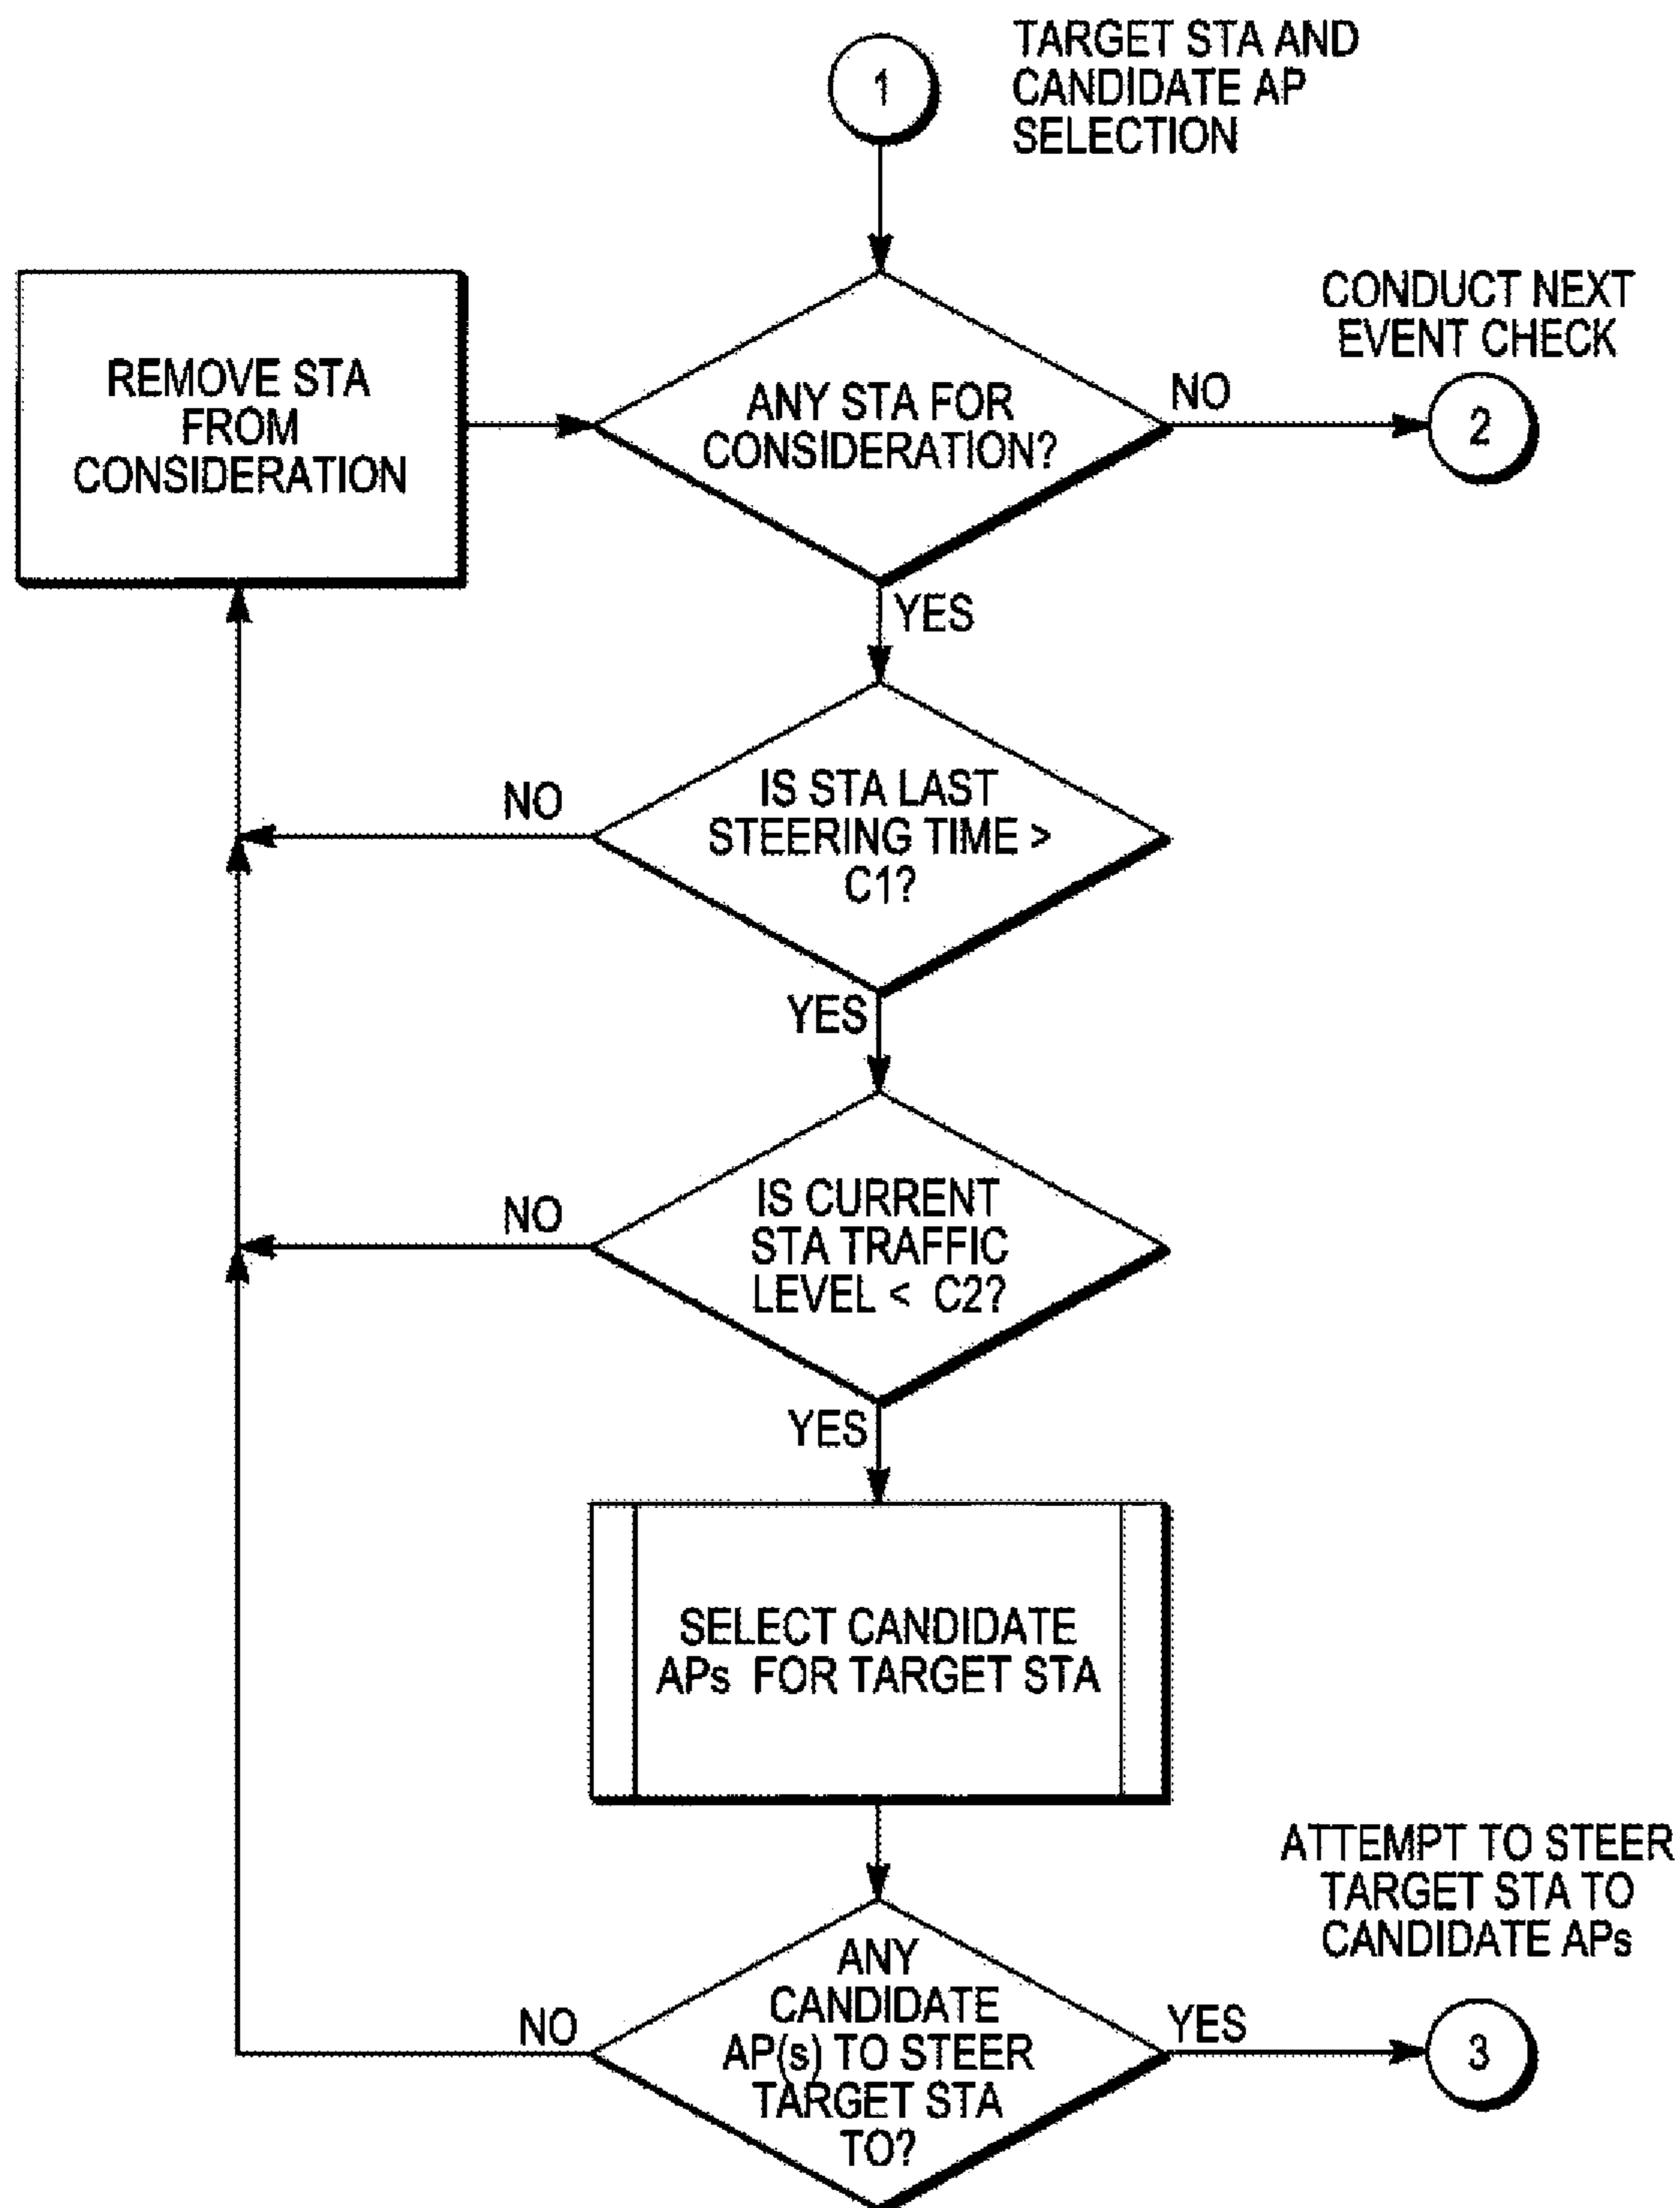 1
TARGET STA AND
CANDIDATE AP
SELECTION
REMOVE STA
FROM
CONSIDERATION
ANY STA FOR
CONSIDERATION?
NO
CONDUCT NEXT
EVENT CHECK
2
YES
IS STA LAST
STEERING TIME >
C1?
NO
YES
IS CURRENT
STA TRAFFIC
LEVEL < C2?
NO
YES
SELECT CANDIDATE
APs FOR TARGET STA
ANY
CANDIDATE
AP(s) TO STEER
TARGET STA
TO?
NO
YES
ATTEMPT TO STEER
TARGET STA TO
CANDIDATE APs
3